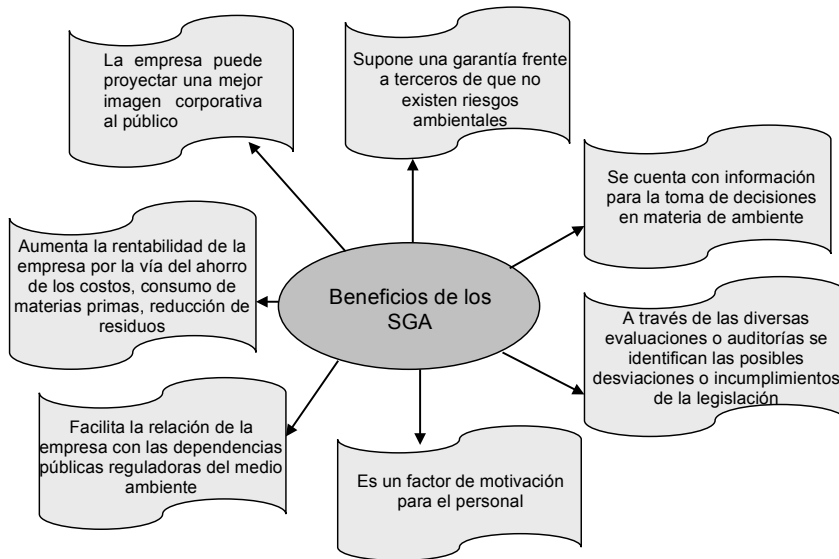 La empresa puede
proyectar una mejor
imagen corporativa
al público
Supone una garantía frente
a terceros de que no
existen riesgos
ambientales
Se cuenta con información
para la toma de decisiones
en materia de ambiente
Aumenta la rentabilidad de la
empresa por la vía del ahorro
de los costos, consumo de
materias primas, reducción de
residuos
Beneficios de los
SGA
A través de las diversas
evaluaciones o auditorías se
identifican las posibles
desviaciones o incumplimientos
de la legislación
Facilita la relación de la
empresa con las dependencias
públicas reguladoras del medio
ambiente
Es un factor de motivación
para el personal